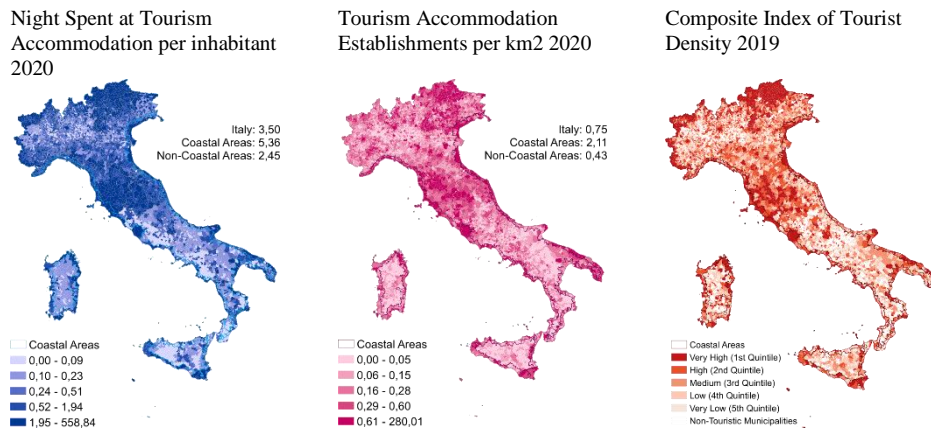 Night Spent at Tourism
Accommodation per inhabitant
2020
Italy: 3,50
Coastal Areas: 5,36
Non-Coastal Areas: 2,45
Coastal Areas
0,00 - 0,09
0,10 - 0,23
0,24 - 0,51
0,52 - 1,94
1,95 - 558,84
Tourism Accommodation
Establishments per km2 2020
Italy: 0,75
Coastal Areas: 2,11
Non-Coastal Areas: 0,43
Coastal Areas
0,00 - 0,05
0,06 - 0,15
0,16 - 0,28
0,29 - 0,60
0,61 - 280,01
Composite Index of Tourist
Density 2019
Coastal Areas
Very High (1st Quintile)
High (2nd Quintile)
Medium (3rd Quintile)
Low (4th Quintile)
Very Low (5th Quintile)
Non-Touristic Municipalities